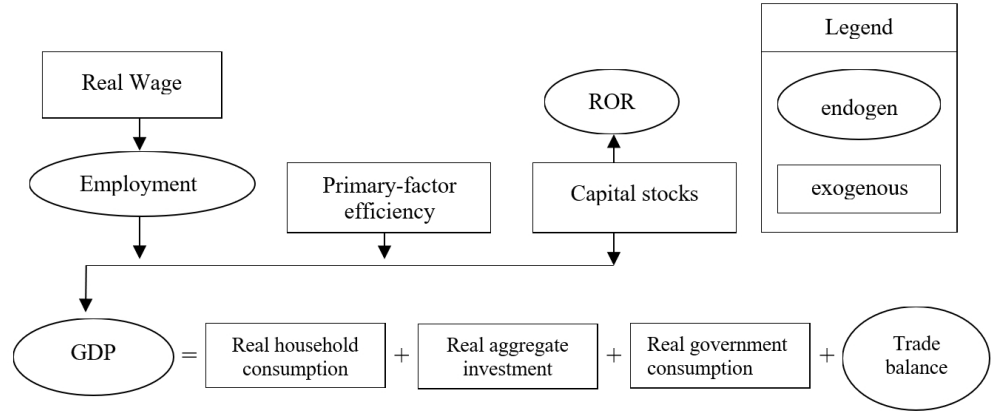 Legend
Real Wage
ROR
endogen
Employment
Primary-factor
efficiency
Capital stocks
exogenous
GDP
=
Real household
consumption
+
Real aggregate
investment
+
Real government
consumption
+
Trade
balance